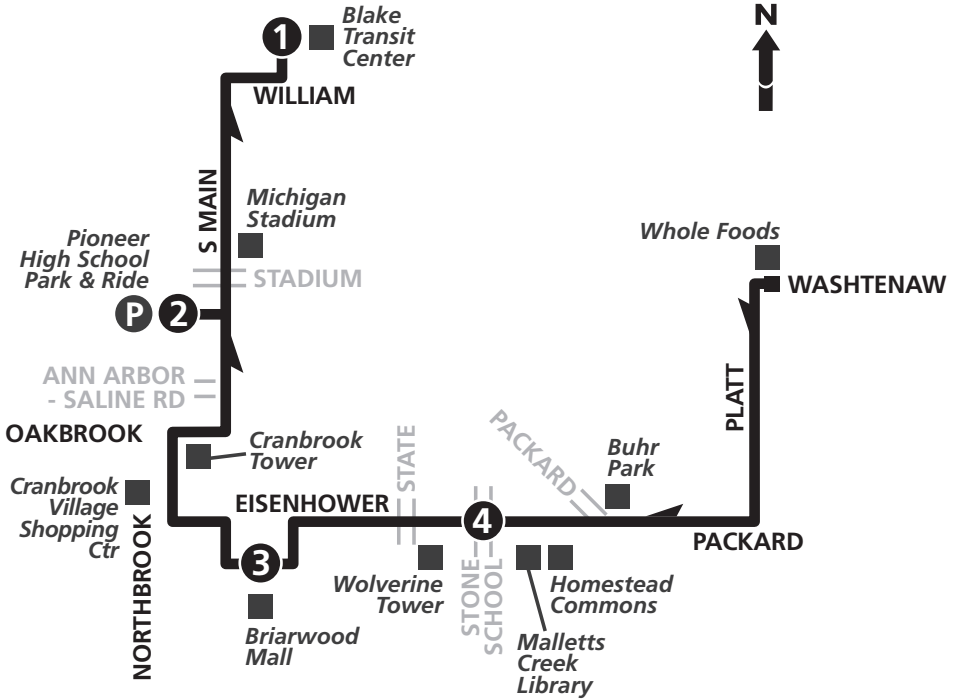 1
Blake
Transit
Center
N
WILLIAM
S MAIN
Michigan
Stadium
Pioneer
High School
Park & Ride
STADIUM
P
2
Whole Foods
WASHTENAW
ANN ARBOR
- SALINE RD
PLATT
OAKBROOK
Cranbrook
Tower
STATE
PACKARD
Buhr
Park
Cranbrook
Village
Shopping
Ctr
EISENHOWER
4
PACKARD
NORTHBROOK
3
Wolverine
Tower
STONE
SCHOOL
Homestead
Commons
Briarwood
Mall
Malletts
Creek
Library